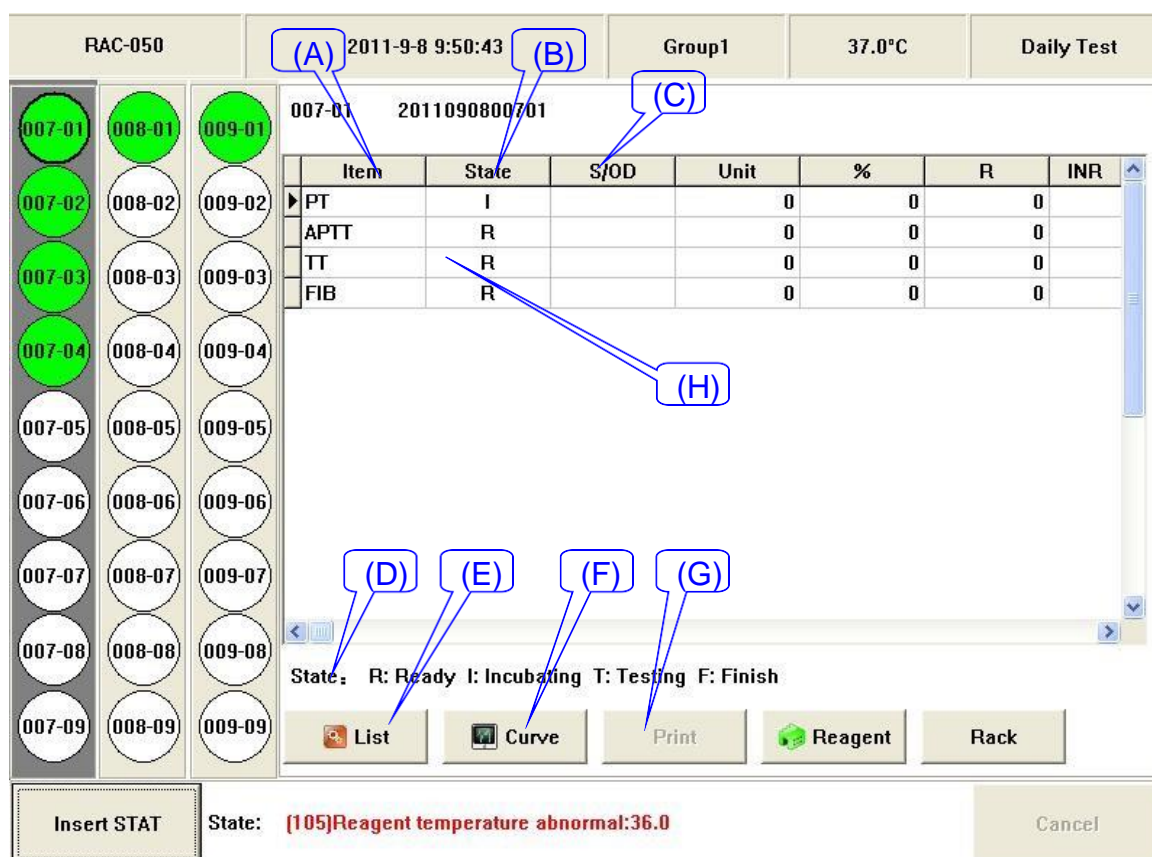 RAC-050 (A) 2011-9-8 9:50:43 (B) Group1 37.0°C Daily Test
(C)
007-01 008-01 009-01 007-01 2011090800701
Item State S/OD Unit % R INR
007-02 008-02 009-02 PT I 0 0 0
APTT R 0 0 0
007-03 008-03 009-03 TT R 0 0 0
FIB R 0 0 0
007-04 008-04 009-04
(H)
007-05 008-05 009-05
007-06 008-06 009-06
007-07 008-07 009-07 (D) (E) (F) (G)
007-08 008-08 009-08
State: R: Ready I: Incubating T: Testing F: Finish
007-09 008-09 009-09 List Curve Print Reagent Rack
Insert STAT State: (105)Reagent temperature abnormal:36.0 Cancel